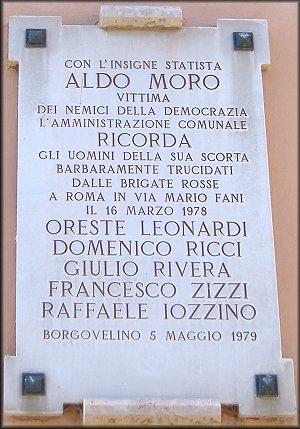 CON L'INSIGNE STATISTA
ALDO MORO
VITTIMA
DEI NEMICI DELLA DEMOCRAZIA
L'AMMINISTRAZIONE COMUNALE
RICORDA
GLI UOMINI DELLA SUA SCORTA
BARBARAMENTE TRUCIDATI
DALLE BRIGATE ROSSE
A ROMA IN VIA MARIO FANI
IL 16 MARZO 1978
ORESTE LEONARDI
DOMENICO RICCI
GIULIO RIVERA
FRANCESCO ZIZZI
RAFFAELE IOZZINO
BORGOVELINO 5 MAGGIO 1979